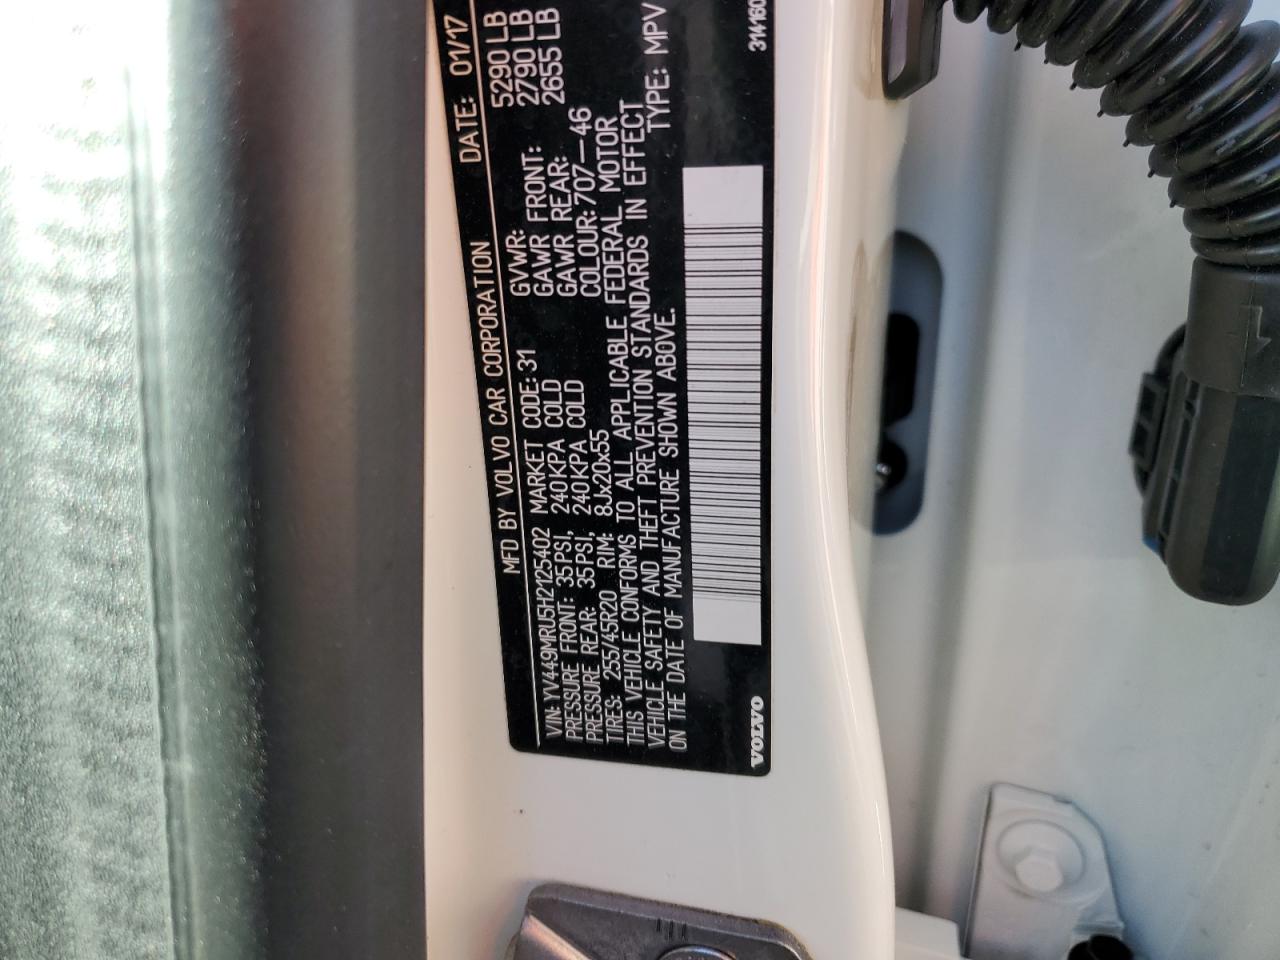 MFD BY VOLVO CAR CORPORATION DATE: 01/17
VIN: YV449MRU5H2125402 MARKET CODE: 31 GVWR: 5290 LB
PRESSURE FRONT: 35PSI, 240KPA COLD GAWR FRONT: 2790 LB
PRESSURE REAR: 35PSI, 240KPA COLD GAWR REAR: 2655 LB
TIRES: 255/45R20 RIM: 8Jx20x55 COLOUR: 707-46
THIS VEHICLE CONFORMS TO ALL APPLICABLE FEDERAL MOTOR
VEHICLE SAFETY AND THEFT PREVENTION STANDARDS IN EFFECT
ON THE DATE OF MANUFACTURE SHOWN ABOVE. TYPE: MPV
VOLVO 314160